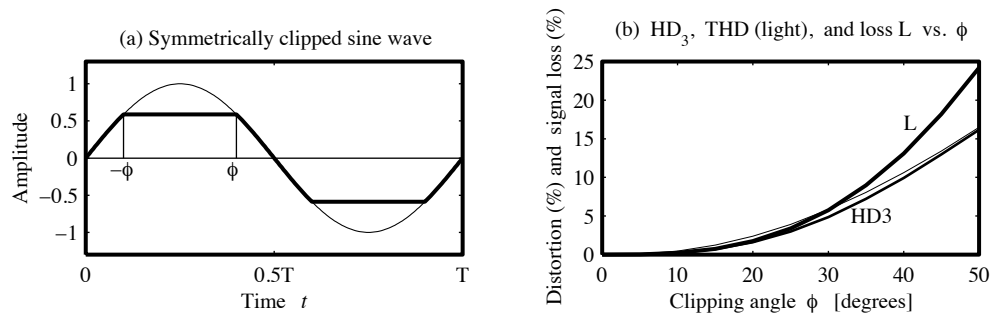 (a) Symmetrically clipped sine wave
1
0.5
0
−0.5
−1
Amplitude
−ϕ
ϕ
0
0.5T
T
Time t
(b) HD3, THD (light), and loss L vs. ϕ
25
20
15
10
5
0
Distortion (%) and signal loss (%)
L
HD3
0
10
20
30
40
50
Clipping angle ϕ [degrees]